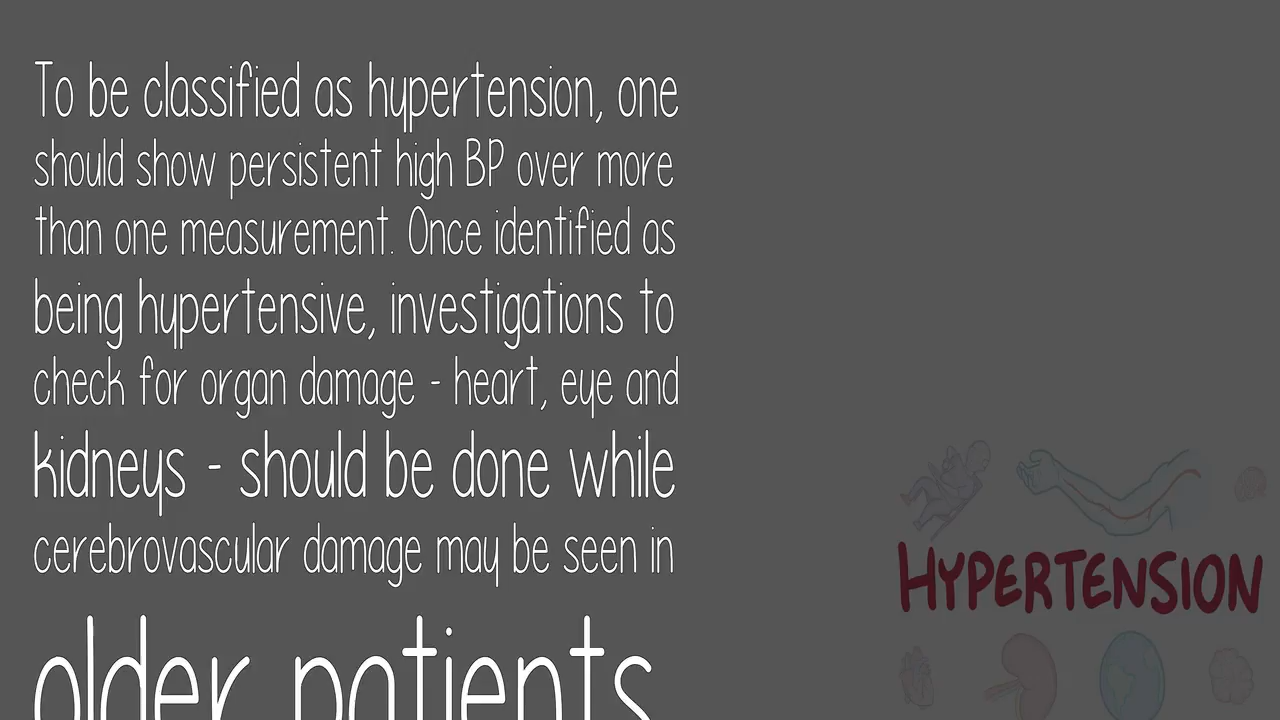 To be classified as hypertension, one
should show persistent high BP over more
than one measurement. Once identified as
being hypertensive, investigations to
check for organ damage - heart, eye and
kidneys - should be done while
cerebrovascular damage may be seen in
older patients
HYPERTENSION